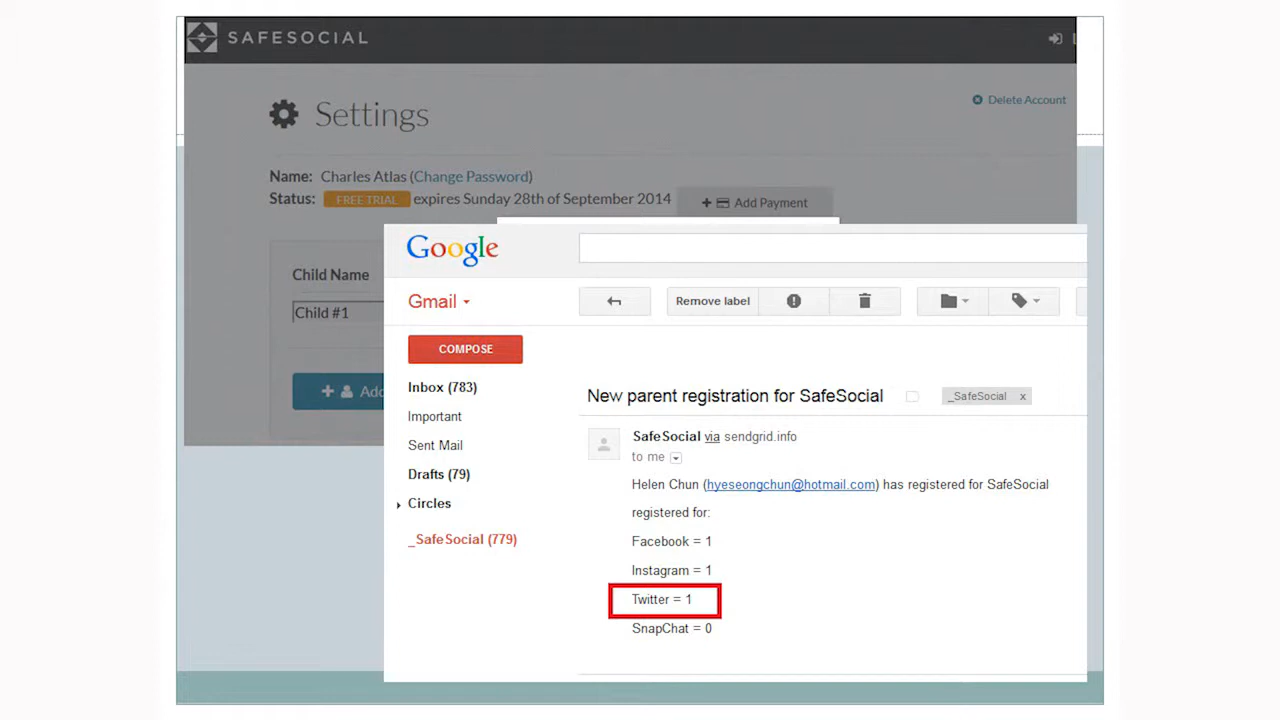 SAFESOCIAL
Settings
Delete Account
Name: Charles Atlas (Change Password)
Status: FREE TRIAL expires Sunday 28th of September 2014
Add Payment
Child Name
Child #1
Google
Gmail
Remove label
COMPOSE
Inbox (783)
Important
Sent Mail
Drafts (79)
Circles
_SafeSocial (779)
New parent registration for SafeSocial
_SafeSocial x
SafeSocial via sendgrid.info
to me
Helen Chun (hyeseongchun@hotmail.com) has registered for SafeSocial
registered for:
Facebook = 1
Instagram = 1
Twitter = 1
SnapChat = 0